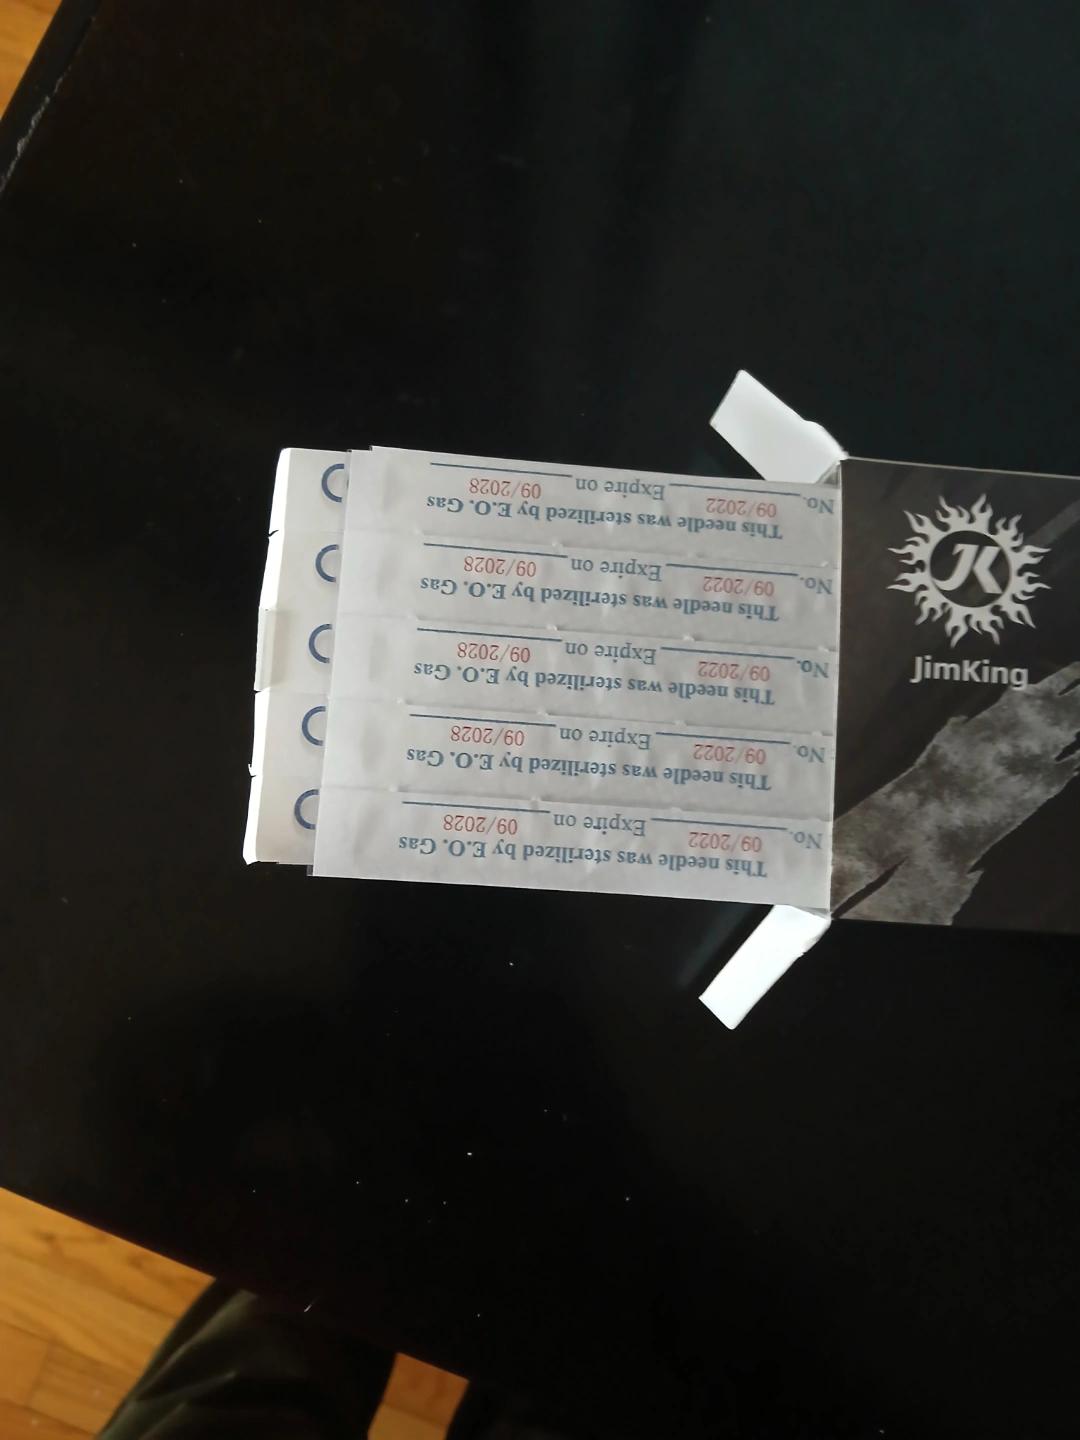 This needle was sterilized by E.O. Gas
No. 09/2022 Expire on 09/2028
This needle was sterilized by E.O. Gas
No. 09/2022 Expire on 09/2028
This needle was sterilized by E.O. Gas
No. 09/2022 Expire on 09/2028
This needle was sterilized by E.O. Gas
No. 09/2022 Expire on 09/2028
This needle was sterilized by E.O. Gas
No. 09/2022 Expire on 09/2028
JK
JimKing